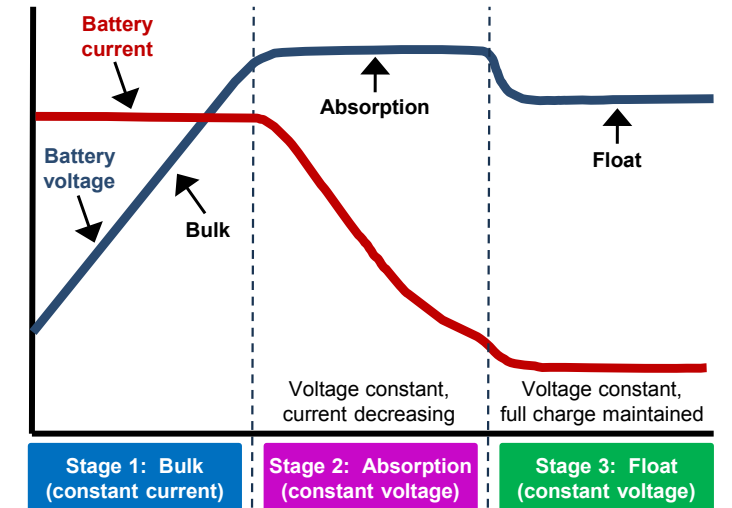 Battery
current
Absorption
Battery
voltage
Float
Bulk
Voltage constant,
current decreasing
Voltage constant,
full charge maintained
Stage 1:  Bulk
(constant current)
Stage 2:  Absorption
(constant voltage)
Stage 3:  Float
(constant voltage)